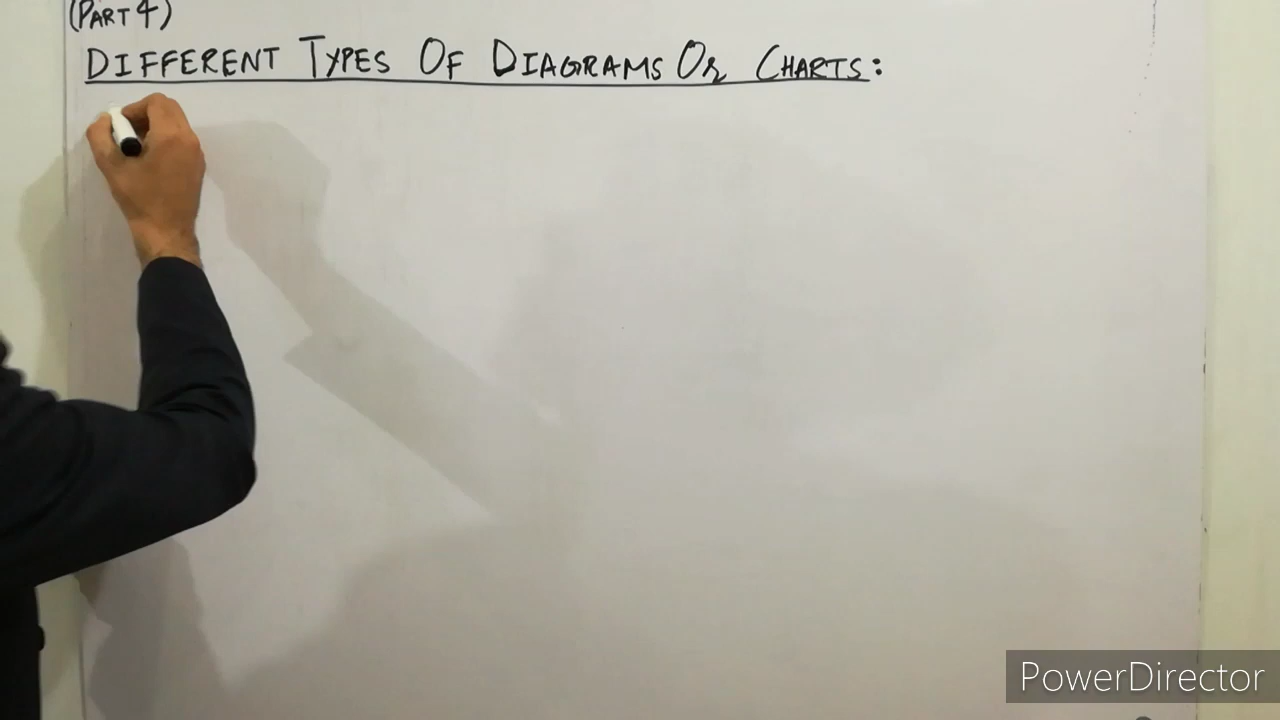 (PART 4)
DIFFERENT TYPES OF DIAGRAMS OR CHARTS:
PowerDirector